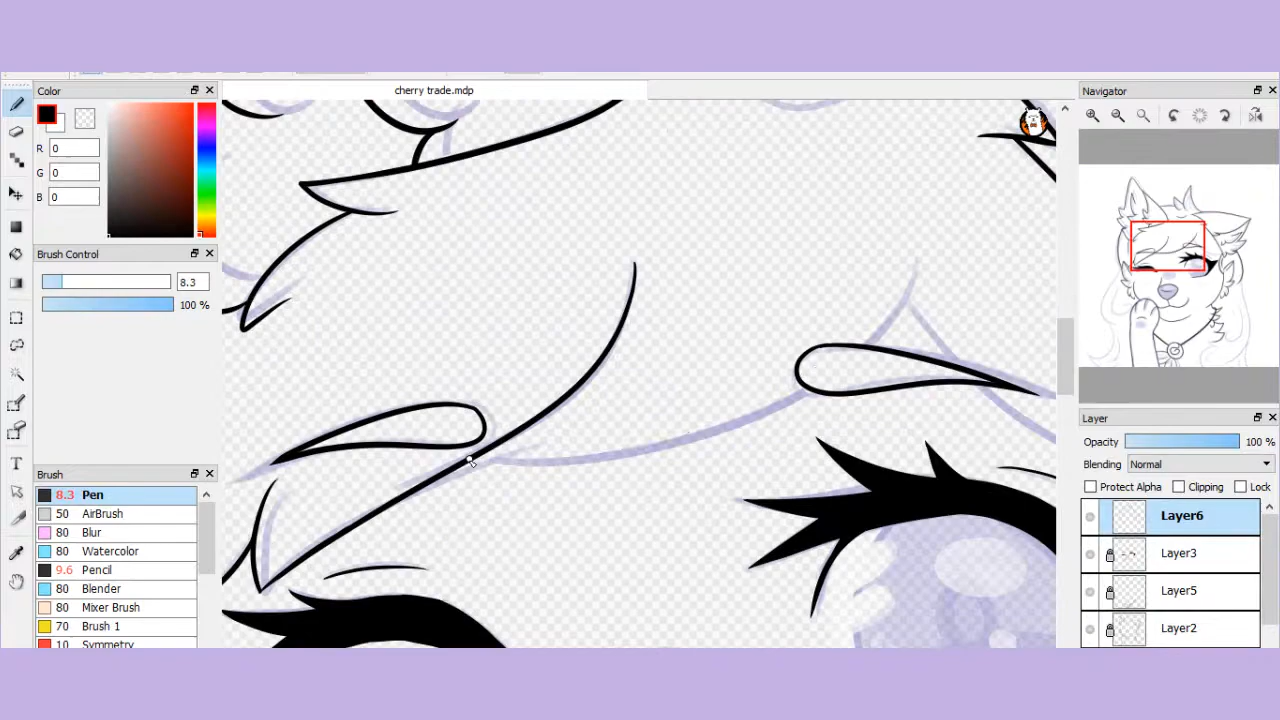 cherry trade.mdp
Color
R 0
G 0
B 0
Brush Control
8.3
100 %
Brush
8.3 Pen
50 AirBrush
80 Blur
80 Watercolor
9.6 Pencil
80 Blender
80 Mixer Brush
70 Brush 1
10 Symmetry
Navigator
Layer
Opacity 100 %
Blending Normal
Protect Alpha Clipping Lock
Layer6
Layer3
Layer5
Layer2